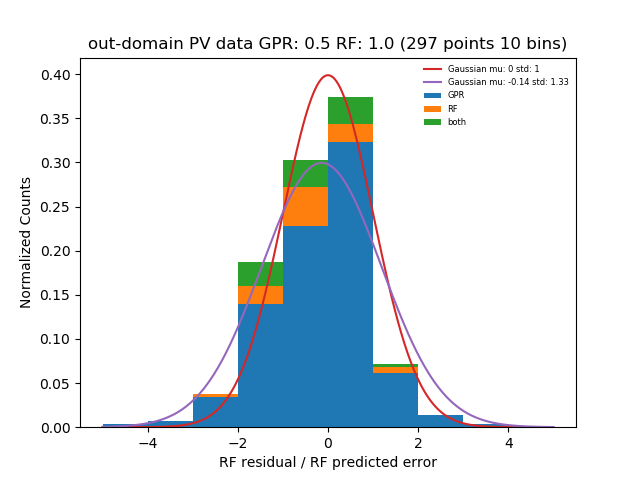 out-domain PV data GPR: 0.5 RF: 1.0 (297 points 10 bins)
Gaussian mu: 0 std: 1
Gaussian mu: -0.14 std: 1.33
GPR
RF
both
Normalized Counts
0.40
0.35
0.30
0.25
0.20
0.15
0.10
0.05
0.00
−4 −2 0 2 4
RF residual / RF predicted error